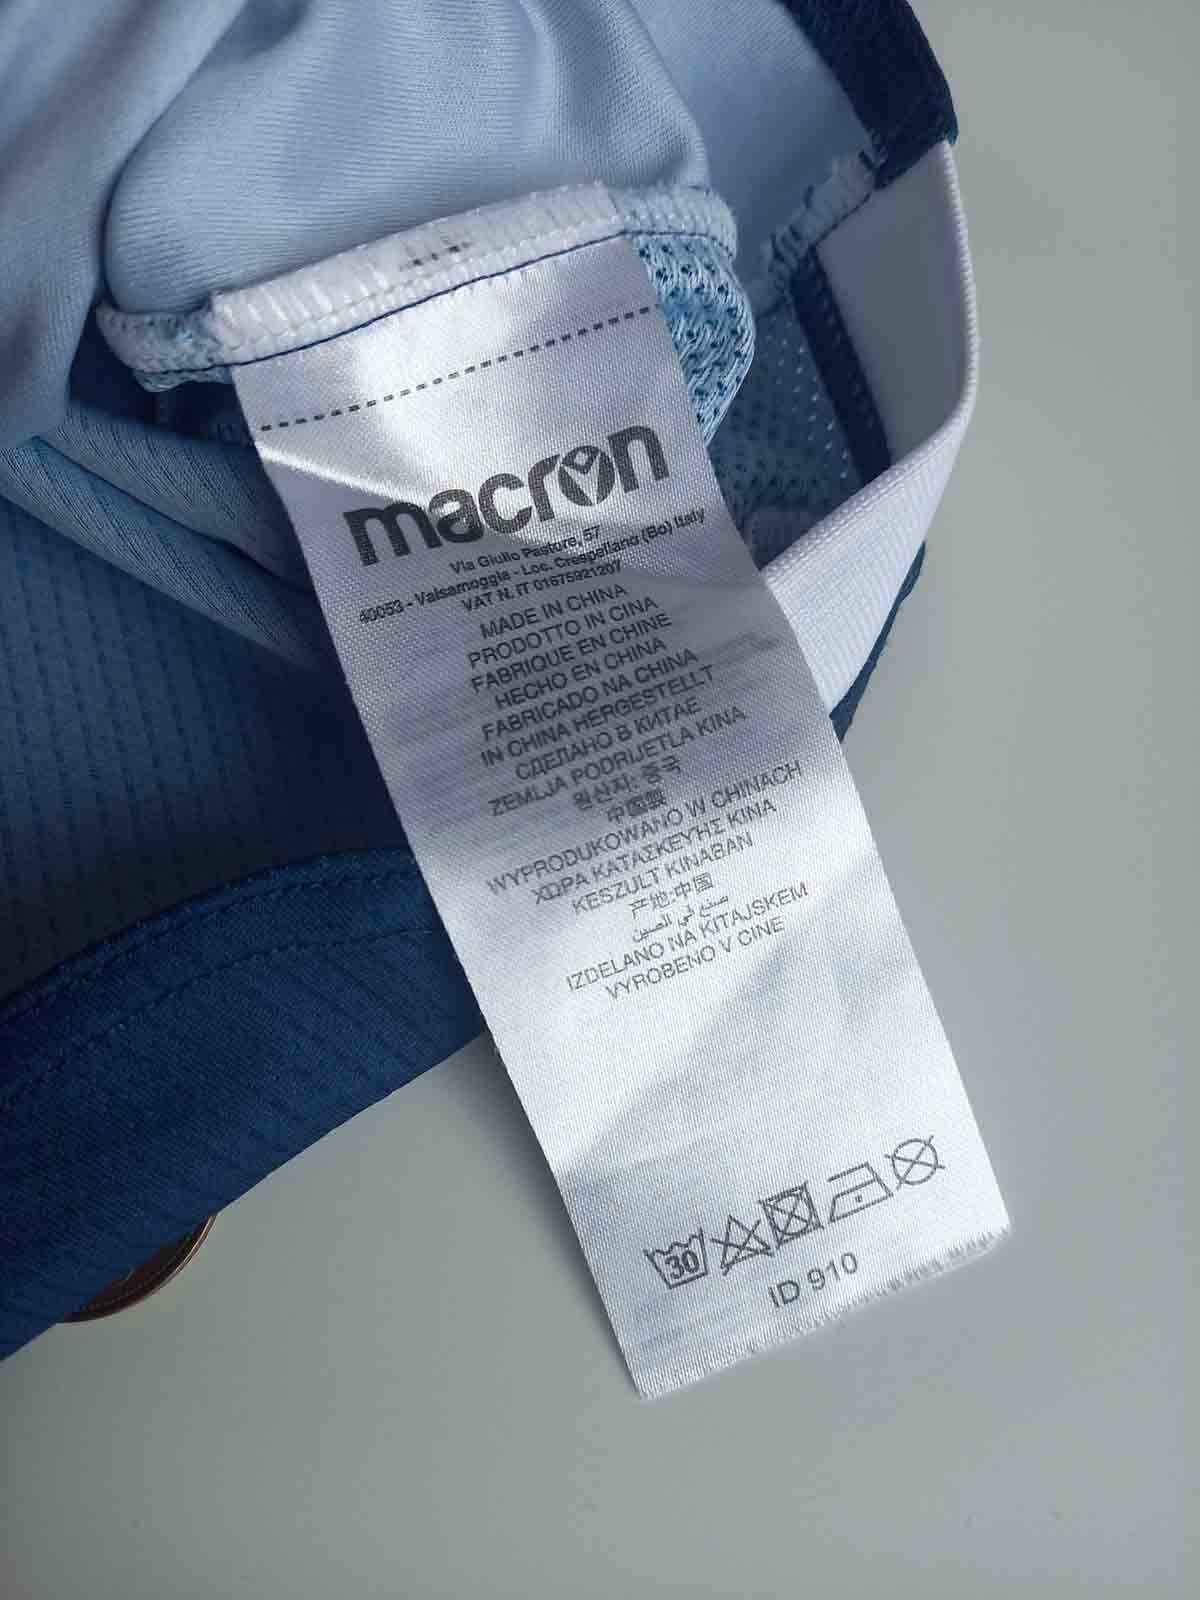 macron
Via Giulio Pastore, 57
40053 - Valsamoggia - Loc. Crespellano (Bo) Italy
VAT N. IT 01675921207
MADE IN CHINA
PRODOTTO IN CINA
FABRIQUE EN CHINE
HECHO EN CHINA
FABRICADO NA CHINA
IN CHINA HERGESTELLT
СДЕЛАНО В КИТАЕ
ZEMLJA PODRIJETLA KINA
원산지: 중국
中国製
WYPRODUKOWANO W CHINACH
ΧΩΡΑ ΚΑΤΑΣΚΕΥΗΣ ΚΙΝΑ
KESZULT KINABAN
产地:中国
صنع في الصين
IZDELANO NA KITAJSKEM
VYROBENO V CINE
30
ID 910